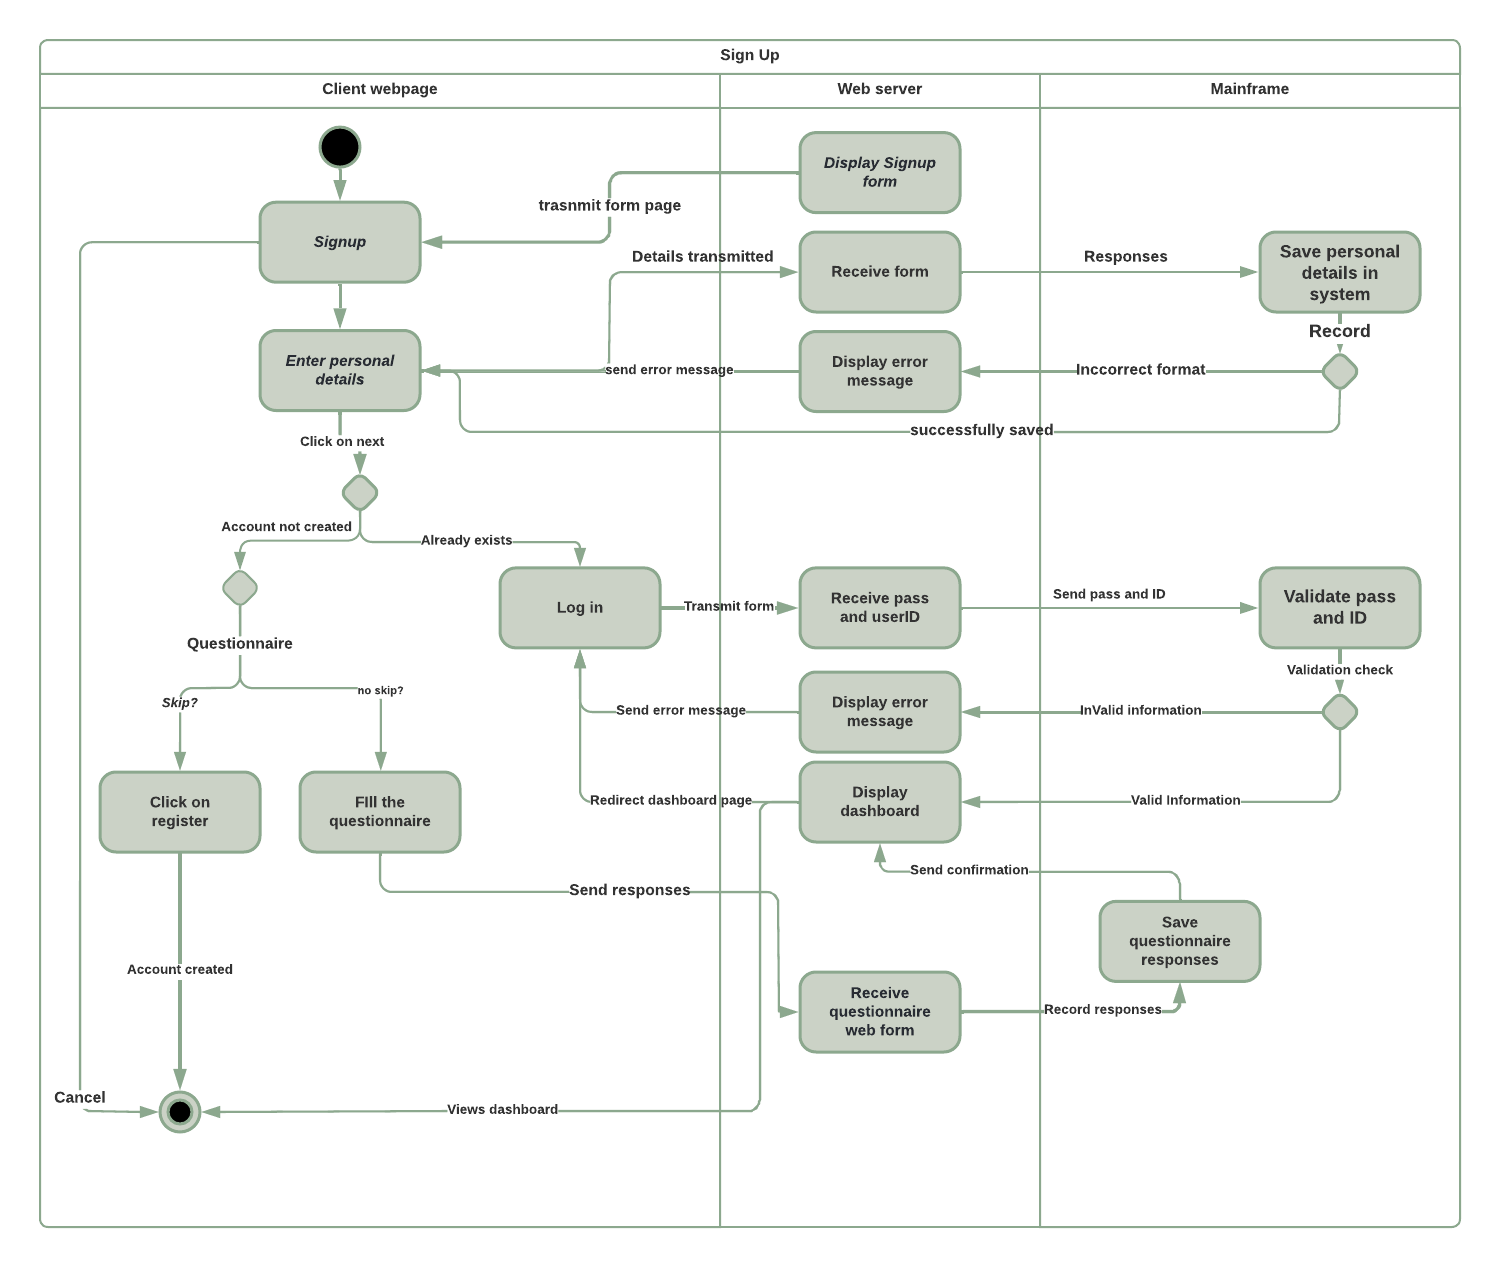 Sign Up
Client webpage
Web server
Mainframe
Display Signup
form
trasnmit form page
Signup
Details transmitted
Receive form
Responses
Save personal
details in
system
Record
Enter personal
details
send error message
Display error
message
Inccorrect format
successfully saved
Click on next
Account not created
Already exists
Log in
Transmit form
Receive pass
and userID
Send pass and ID
Validate pass
and ID
Questionnaire
Validation check
Skip?
no skip?
Send error message
Display error
message
InValid information
Click on
register
FIll the
questionnaire
Redirect dashboard page
Display
dashboard
Valid Information
Send confirmation
Send responses
Save
questionnaire
responses
Account created
Receive
questionnaire
web form
Record responses
Cancel
Views dashboard